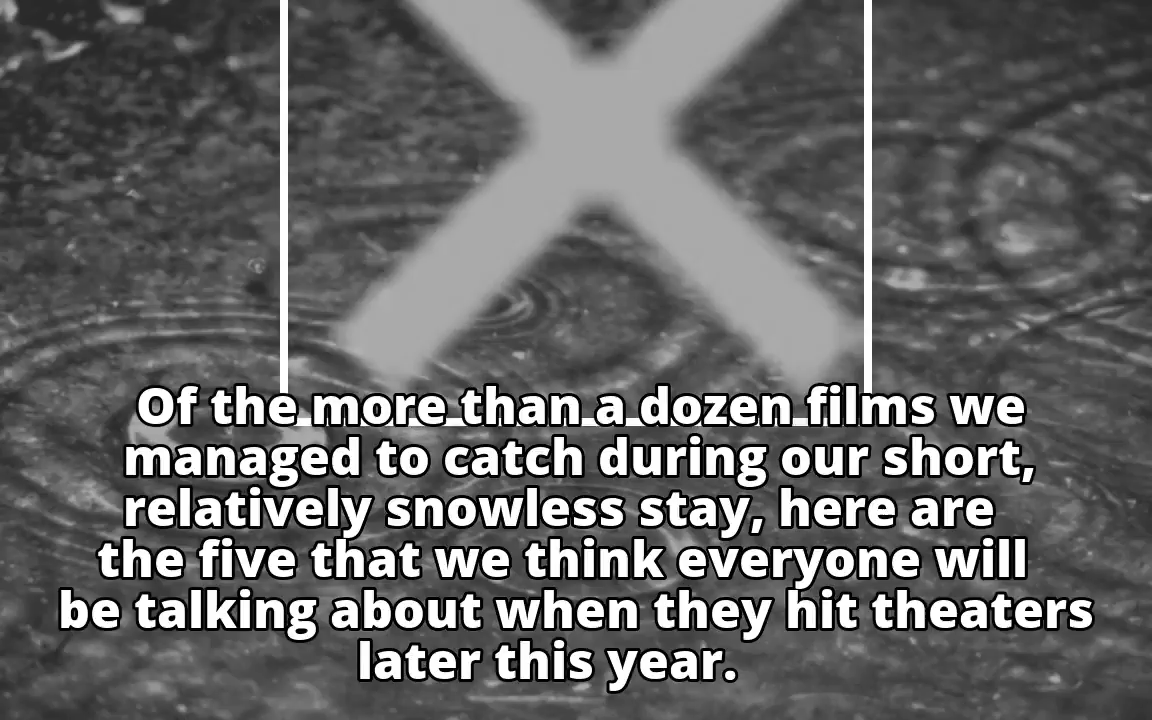 Of the more than a dozen films we
managed to catch during our short,
relatively snowless stay, here are
the five that we think everyone will
be talking about when they hit theaters
later this year.